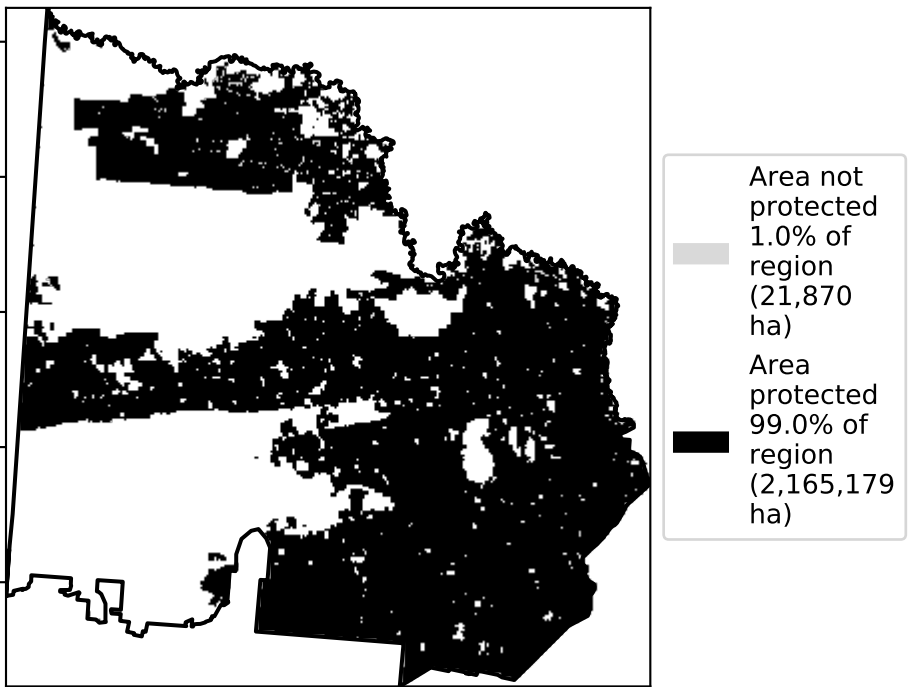 Area not
protected
1.0% of
region
(21,870
ha)
Area
protected
99.0% of
region
(2,165,179
ha)